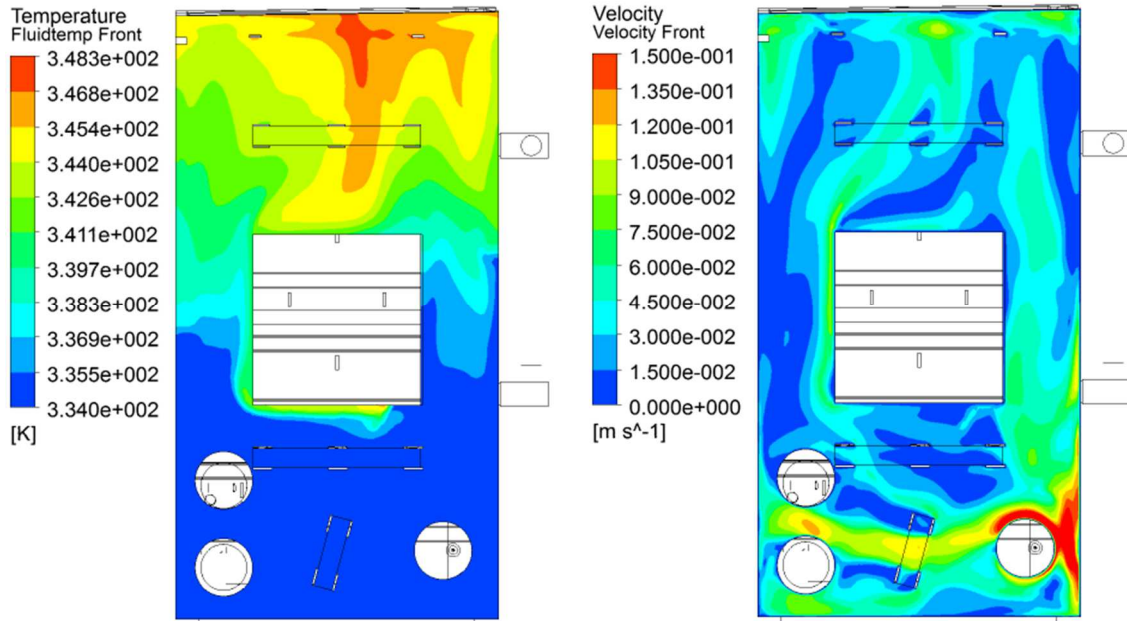 Temperature
Fluidtemp Front
3.483e+002
3.468e+002
3.454e+002
3.440e+002
3.426e+002
3.411e+002
3.397e+002
3.383e+002
3.369e+002
3.355e+002
3.340e+002
[K]
Velocity
Velocity Front
1.500e-001
1.350e-001
1.200e-001
1.050e-001
9.000e-002
7.500e-002
6.000e-002
4.500e-002
3.000e-002
1.500e-002
0.000e+000
[m s^-1]